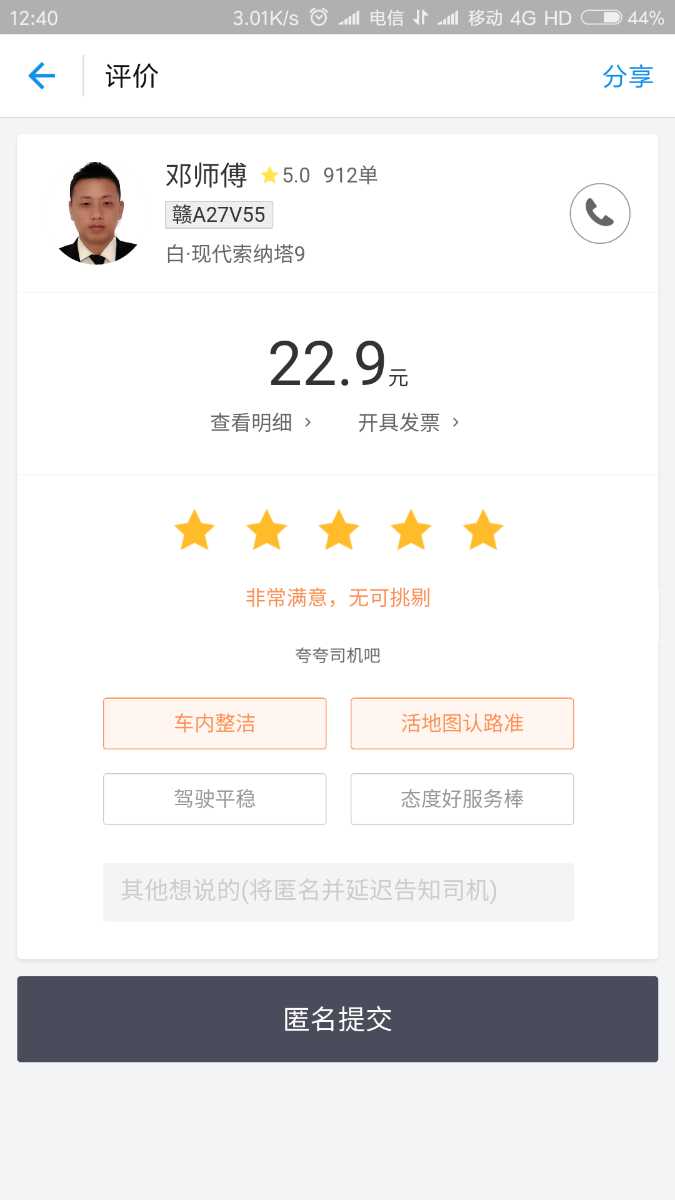 12:40 3.01K/s 电信 移动 4G HD 44%
评价 分享
邓师傅 5.0 912单
赣A27V55
白·现代索纳塔9
22.9元
查看明细 › 开具发票 ›
非常满意，无可挑剔
夸夸司机吧
车内整洁 活地图认路准
驾驶平稳 态度好服务棒
其他想说的(将匿名并延迟告知司机)
匿名提交